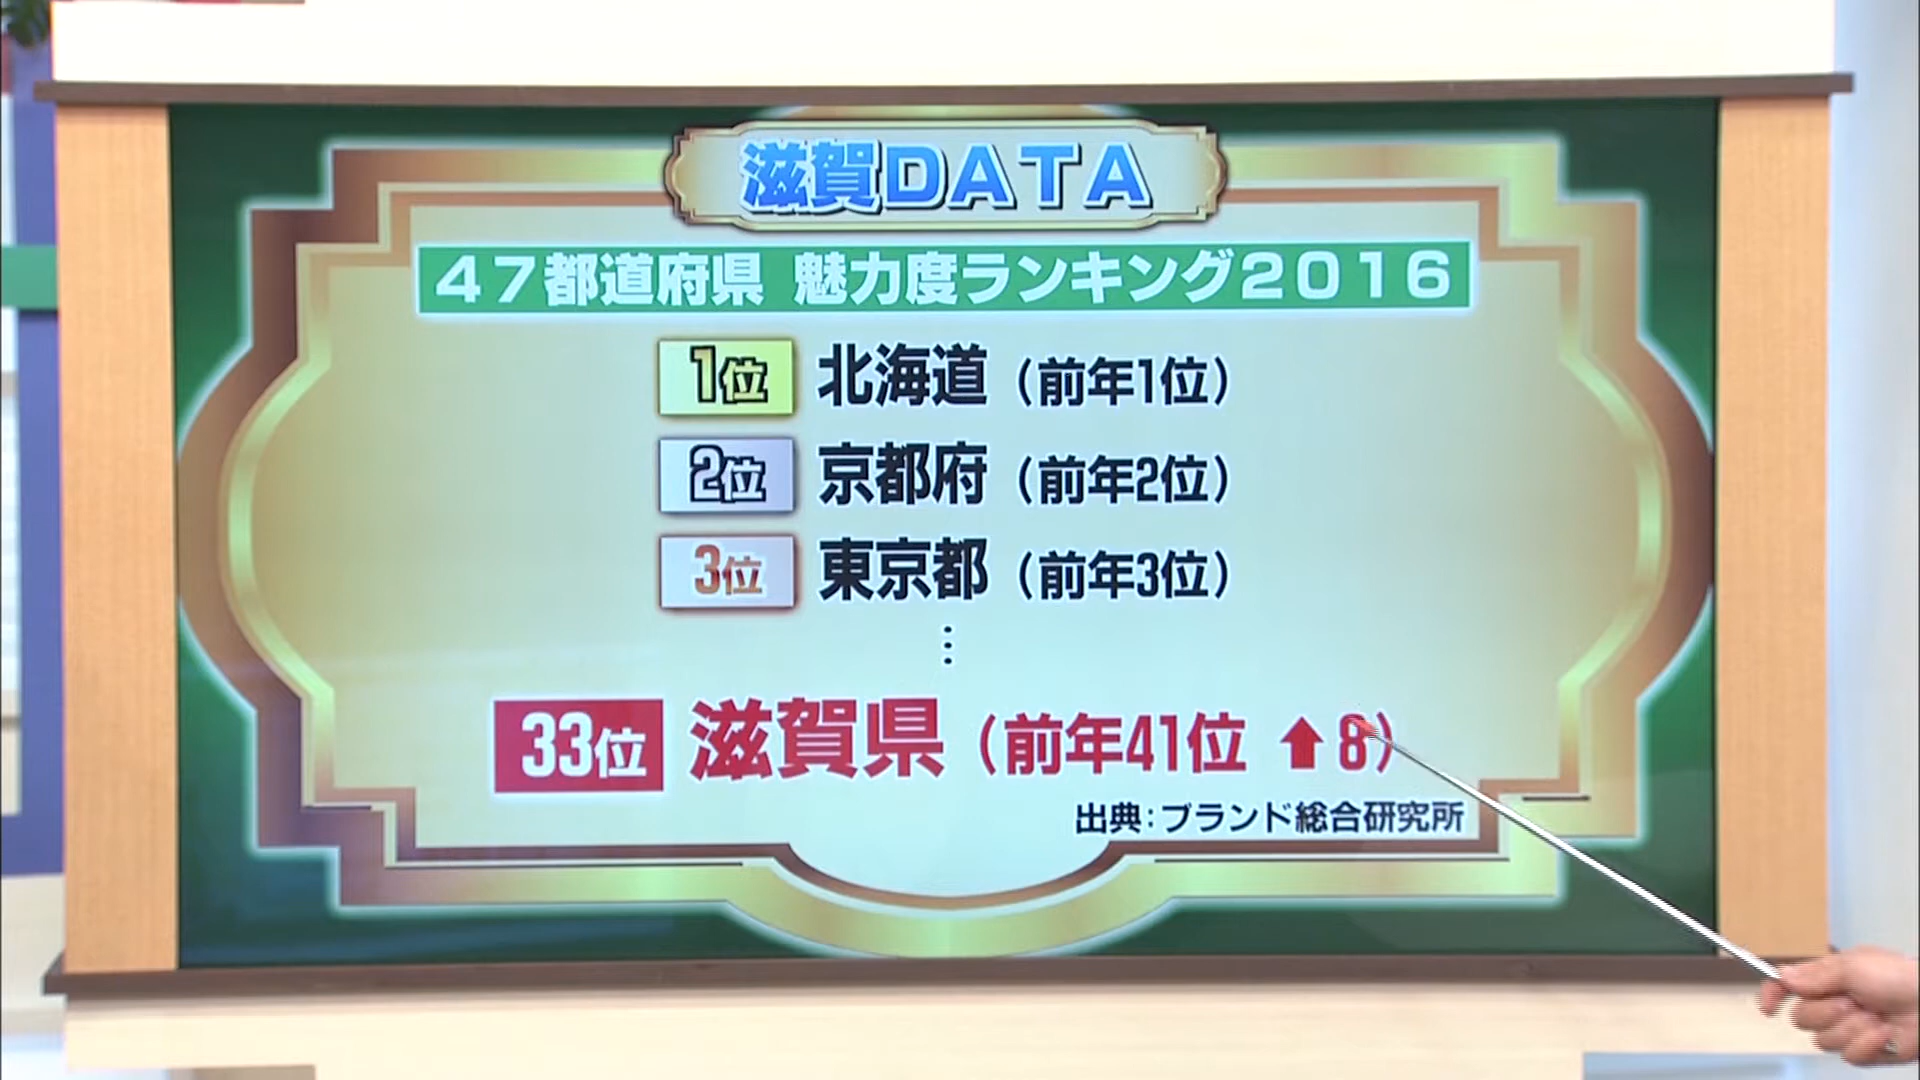 滋賀DATA
47都道府県 魅力度ランキング2016
1位 北海道（前年1位）
2位 京都府（前年2位）
3位 東京都（前年3位）
⋮
33位 滋賀県（前年41位 ⬆8）
出典：ブランド総合研究所